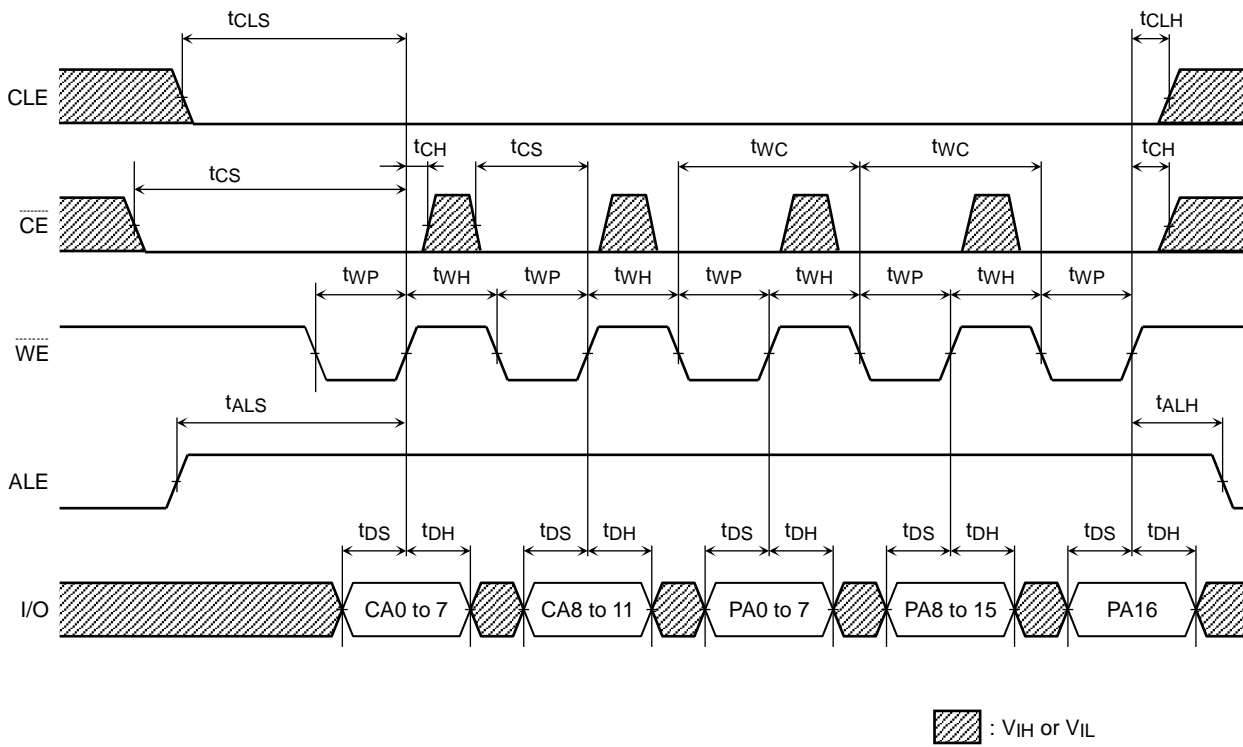 tCLS tCLH
CLE
tCH tCS tWC tWC tCH
tCS
CE
tWP tWH tWP tWH tWP tWH tWP tWH tWP
WE
tALS tALH
ALE
tDS tDH tDS tDH tDS tDH tDS tDH tDS tDH
I/O CA0 to 7 CA8 to 11 PA0 to 7 PA8 to 15 PA16
: VIH or VIL